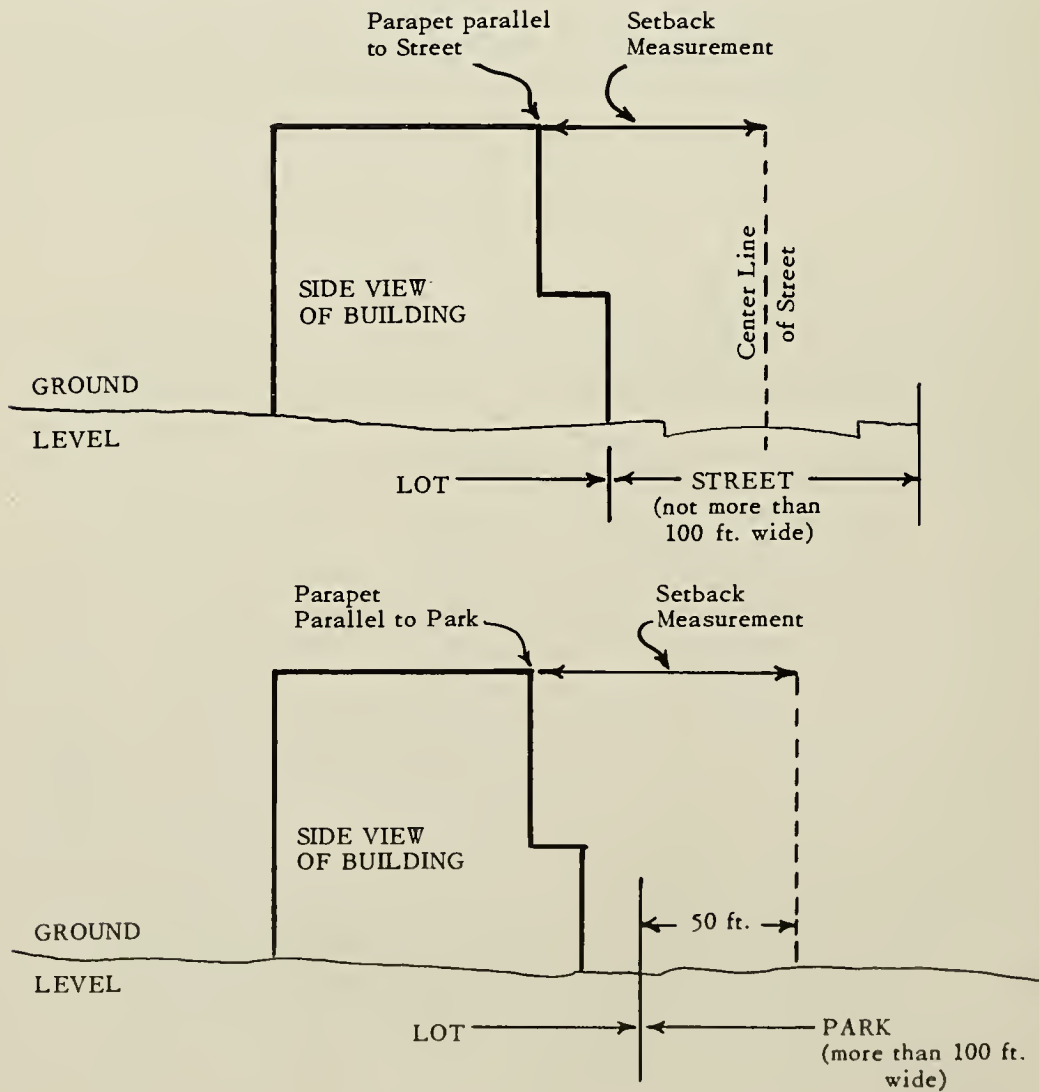 Parapet parallel
to Street
Setback
Measurement
SIDE VIEW
OF BUILDING
Center Line
of Street
GROUND
LEVEL
LOT
STREET
(not more than
100 ft. wide)
Parapet
Parallel to Park
Setback
Measurement
SIDE VIEW
OF BUILDING
50 ft.
GROUND
LEVEL
LOT
PARK
(more than 100 ft.
wide)